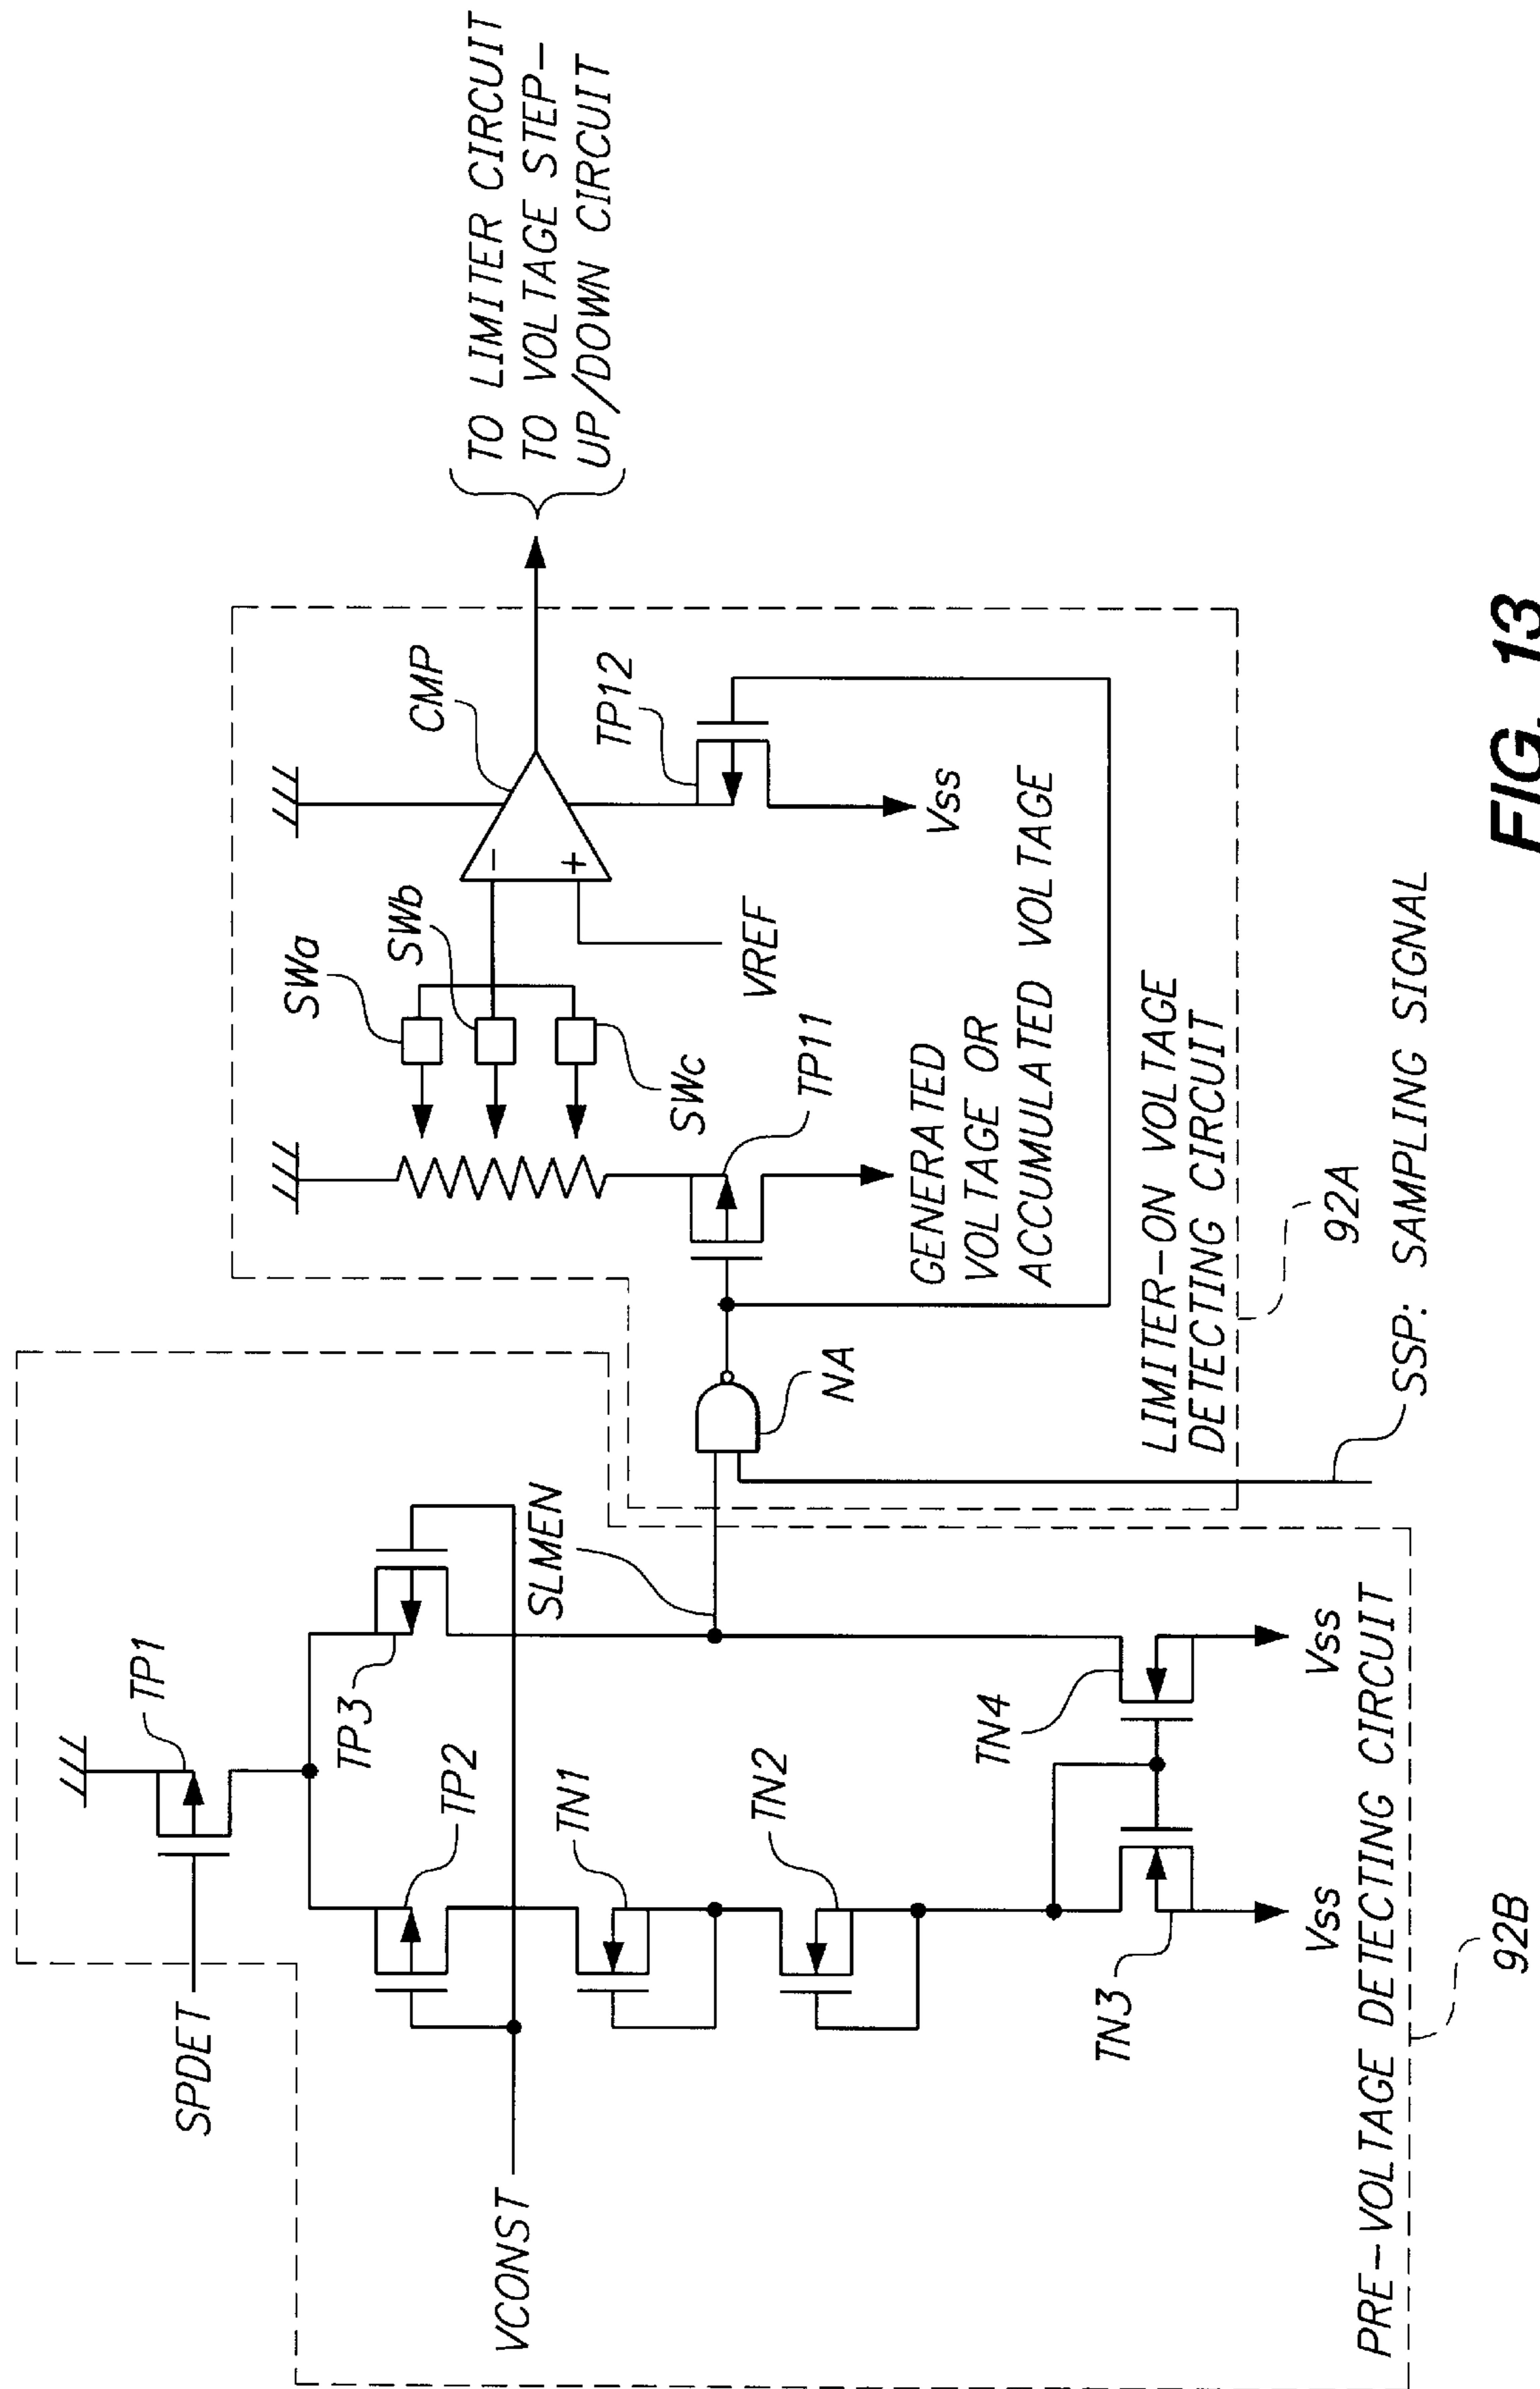 SPDET
TP1
VCONST
TP3
TP2
SLMEN
TN1
TN2
TN4
TN3
Vss
Vss
PRE-VOLTAGE DETECTING CIRCUIT
92B
SWa
SWb
SWc
CMP
-
+
TO LIMITER CIRCUIT
TO VOLTAGE STEP-
UP/DOWN CIRCUIT
TP12
VREF
TP11
NA
Vss
GENERATED
VOLTAGE OR
ACCUMULATED VOLTAGE
LIMITER-ON VOLTAGE
DETECTING CIRCUIT
92A
SSP: SAMPLING SIGNAL
FIG. 13